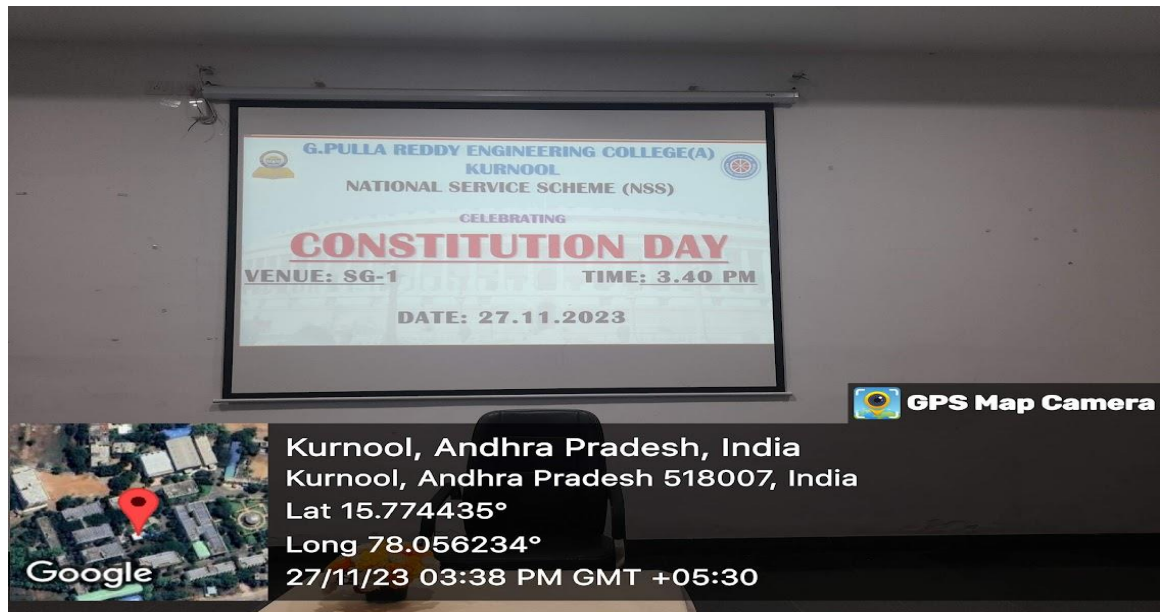 G.PULLA REDDY ENGINEERING COLLEGE(A)
KURNOOL
NATIONAL SERVICE SCHEME (NSS)
CELEBRATING
CONSTITUTION DAY
VENUE: SG-1 TIME: 3.40 PM
DATE: 27.11.2023
GPS Map Camera
Kurnool, Andhra Pradesh, India
Kurnool, Andhra Pradesh 518007, India
Lat 15.774435°
Long 78.056234°
27/11/23 03:38 PM GMT +05:30
Google